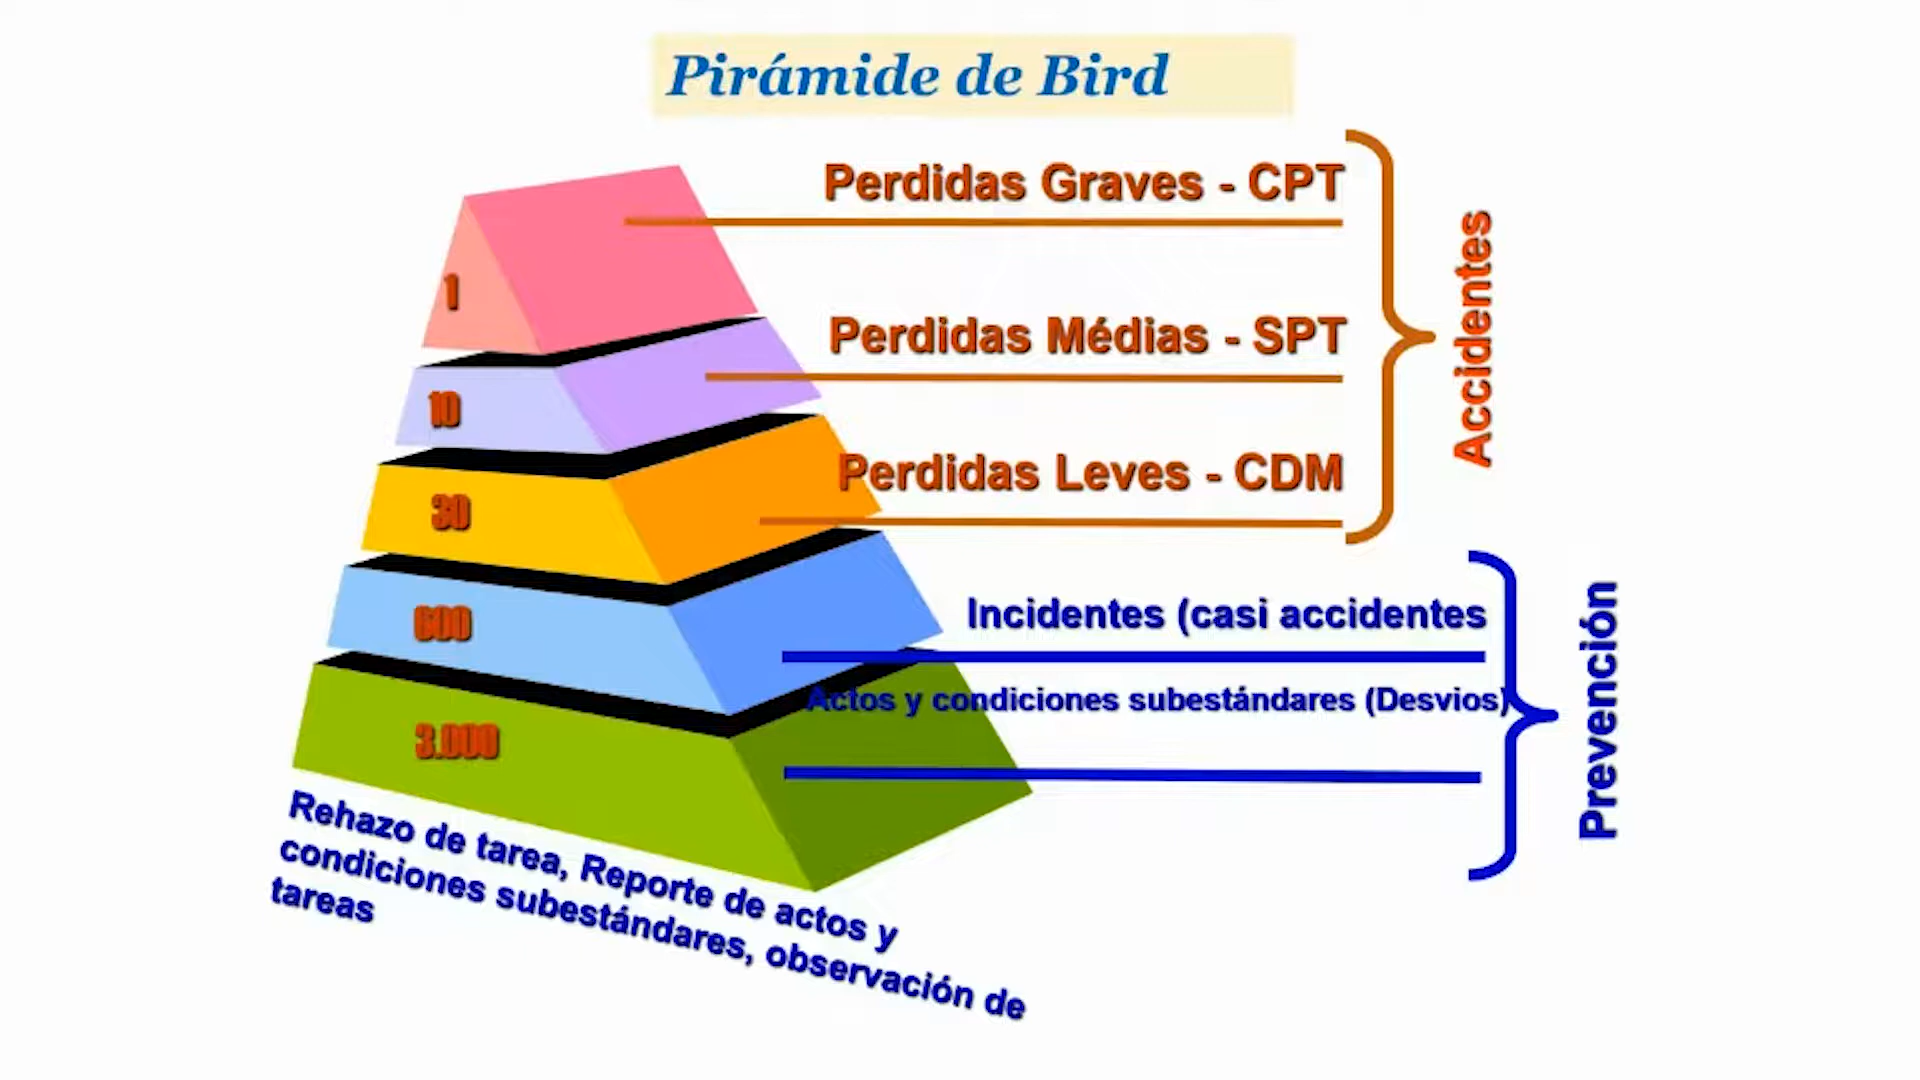 Pirámide de Bird
Perdidas Graves - CPT
1
Perdidas Médias - SPT
10
Perdidas Leves - CDM
30
Accidentes
Incidentes (casi accidentes
600
Actos y condiciones subestándares (Desvios)
3.000
Prevención
Rehazo de tarea, Reporte de actos y
condiciones subestándares, observación de
tareas